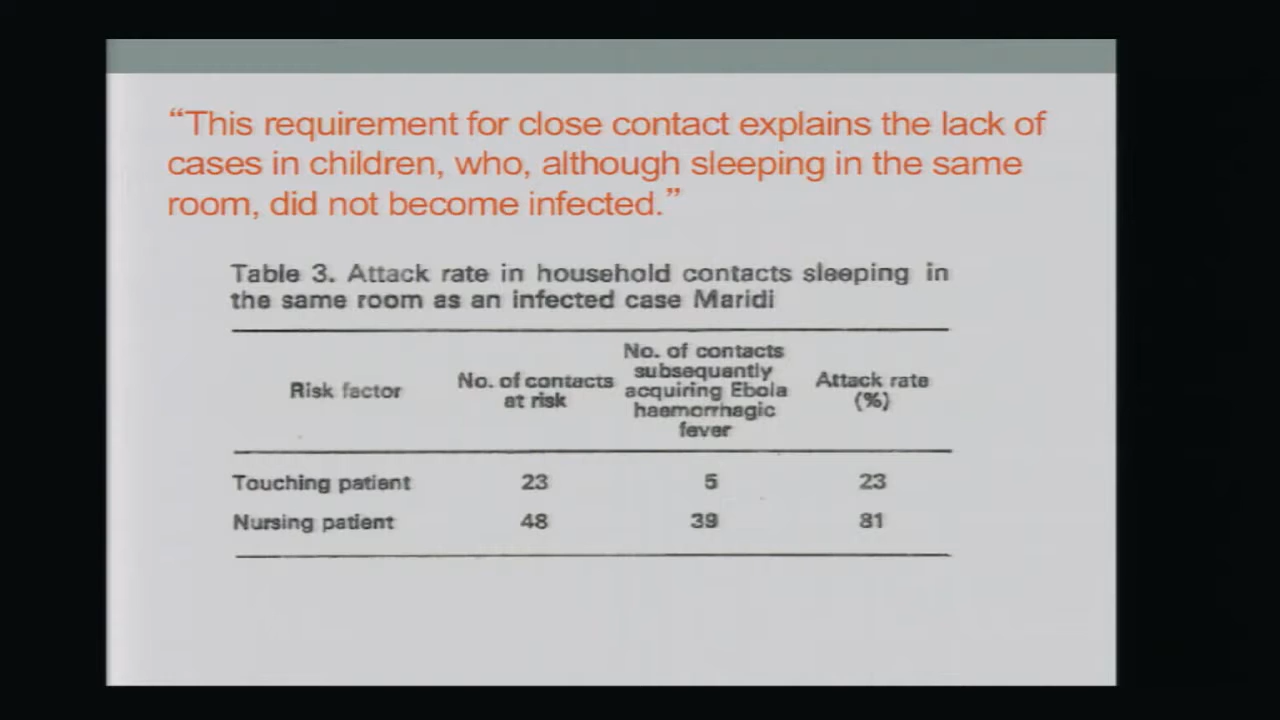 “This requirement for close contact explains the lack of
cases in children, who, although sleeping in the same
room, did not become infected.”
Table 3. Attack rate in household contacts sleeping in
the same room as an infected case Maridi
Risk factor
No. of contacts
at risk
No. of contacts
subsequently
acquiring Ebola
haemorrhagic
fever
Attack rate
(%)
Touching patient 23 5 23
Nursing patient 48 39 81